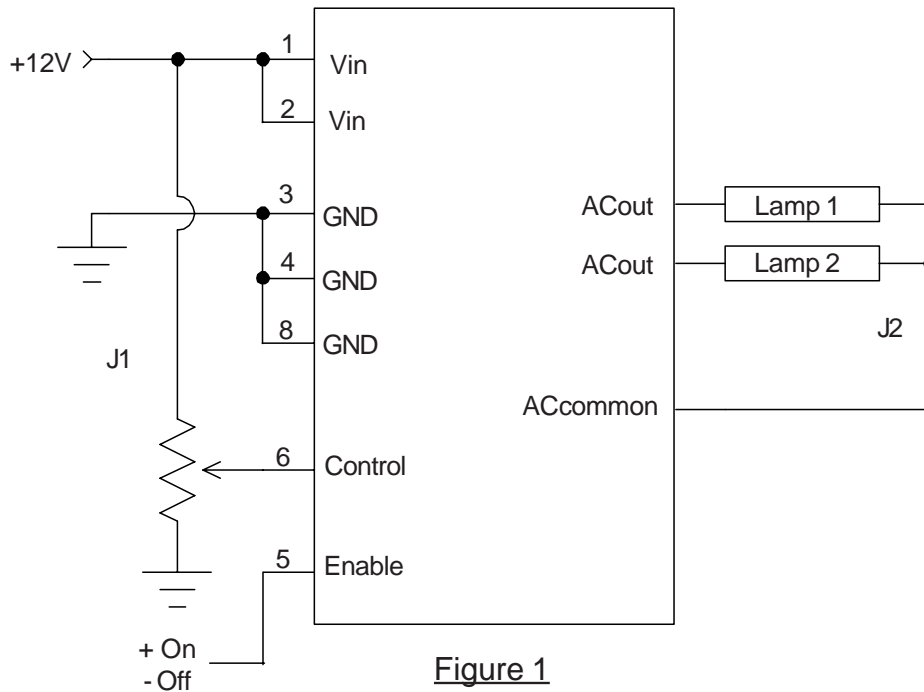 +12V
1
Vin
2
Vin
3
GND
4
GND
8
GND
J1
6
Control
5
Enable
+ On
- Off
ACout
Lamp 1
ACout
Lamp 2
J2
ACcommon
Figure 1